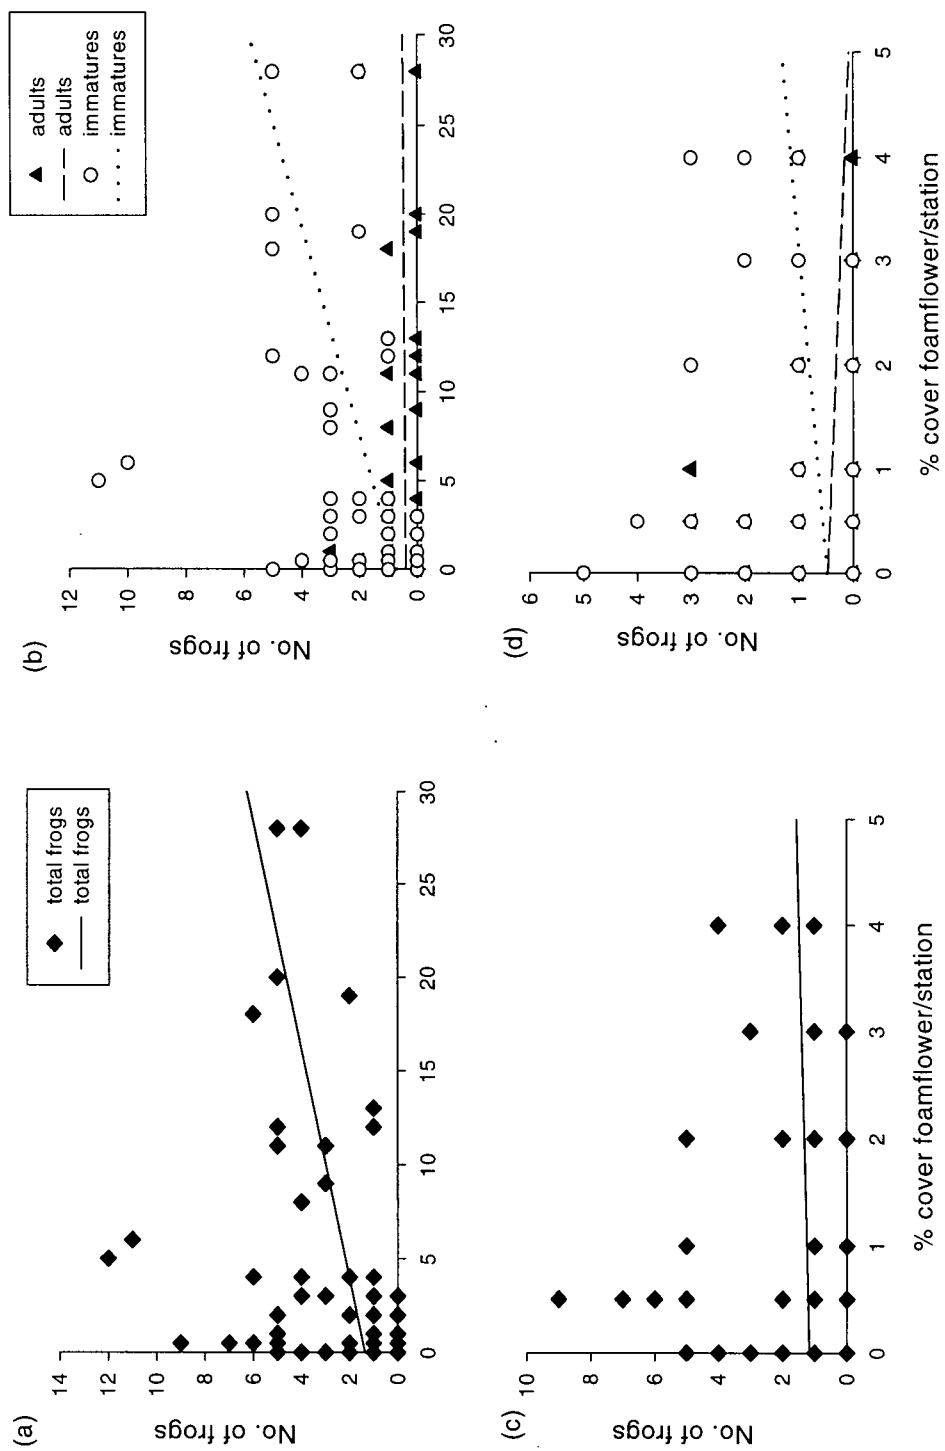 (a)
total frogs
total frogs
No. of frogs
14
12
10
8
6
4
2
0
0 5 10 15 20 25 30
(b)
adults
adults
immatures
immatures
No. of frogs
12
10
8
6
4
2
0
0 5 10 15 20 25 30
(c)
No. of frogs
10
8
6
4
2
0
0 1 2 3 4 5
% cover foamflower/station
(d)
No. of frogs
6
5
4
3
2
1
0
0 1 2 3 4 5
% cover foamflower/station